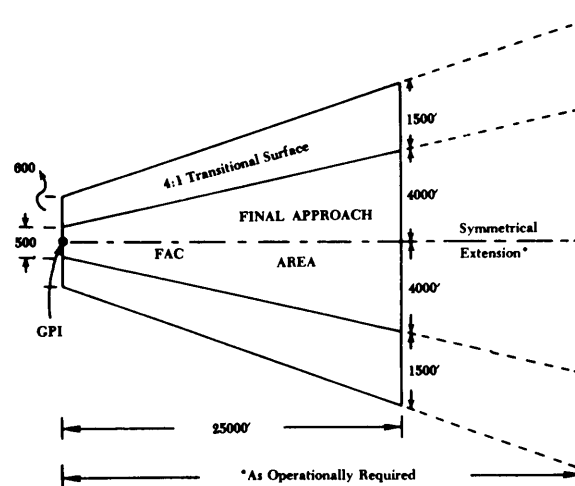 1500′
600
4:1 Transitional Surface
4000′
FINAL APPROACH
500
FAC
Symmetrical
Extension*
AREA
4000′
GPI
1500′
25000′
*As Operationally Required